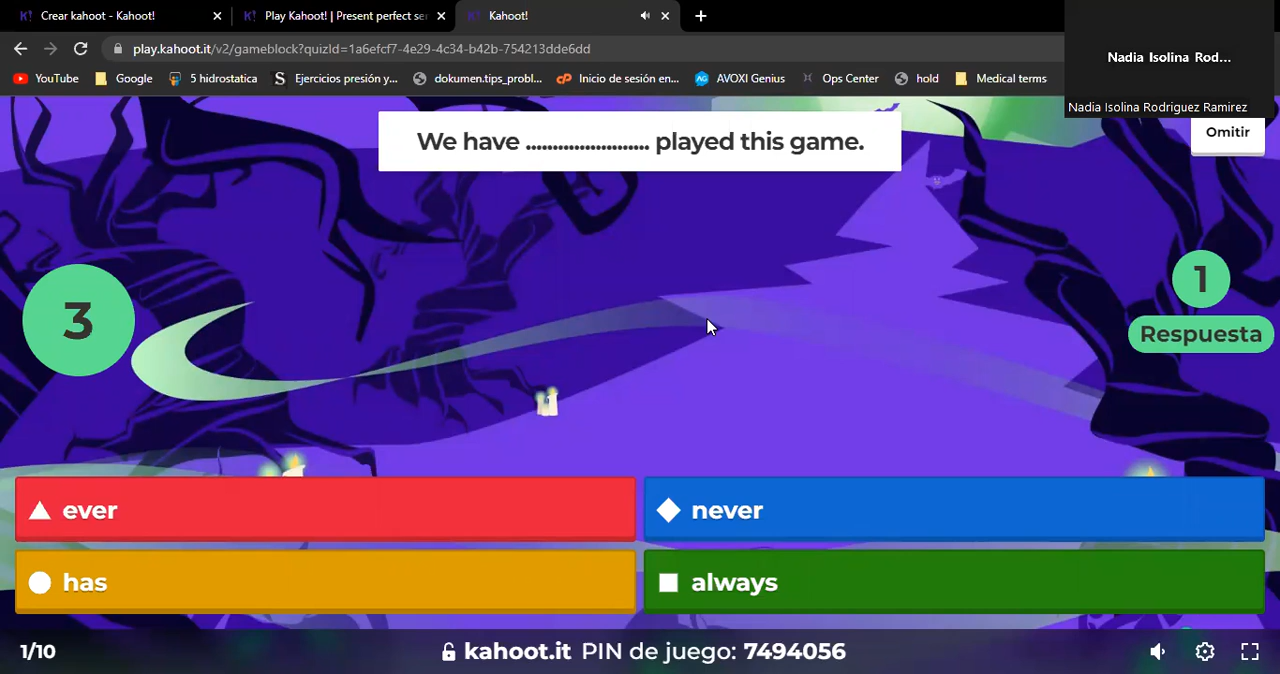 Crear kahoot - Kahoot!
Play Kahoot! | Present perfect ser
Kahoot!
play.kahoot.it/v2/gameblock?quizId=1a6efcf7-4e29-4c34-b42b-754213dde6dd
YouTube
Google
5 hidrostatica
Ejercicios presión y...
dokumen.tips_probl...
Inicio de sesión en...
AVOXI Genius
Ops Center
hold
Medical terms
Nadia Isolina Rod...
Nadia Isolina Rodriguez Ramirez
Omitir
We have ....................... played this game.
3
1
Respuesta
ever
never
has
always
1/10
kahoot.it PIN de juego: 7494056